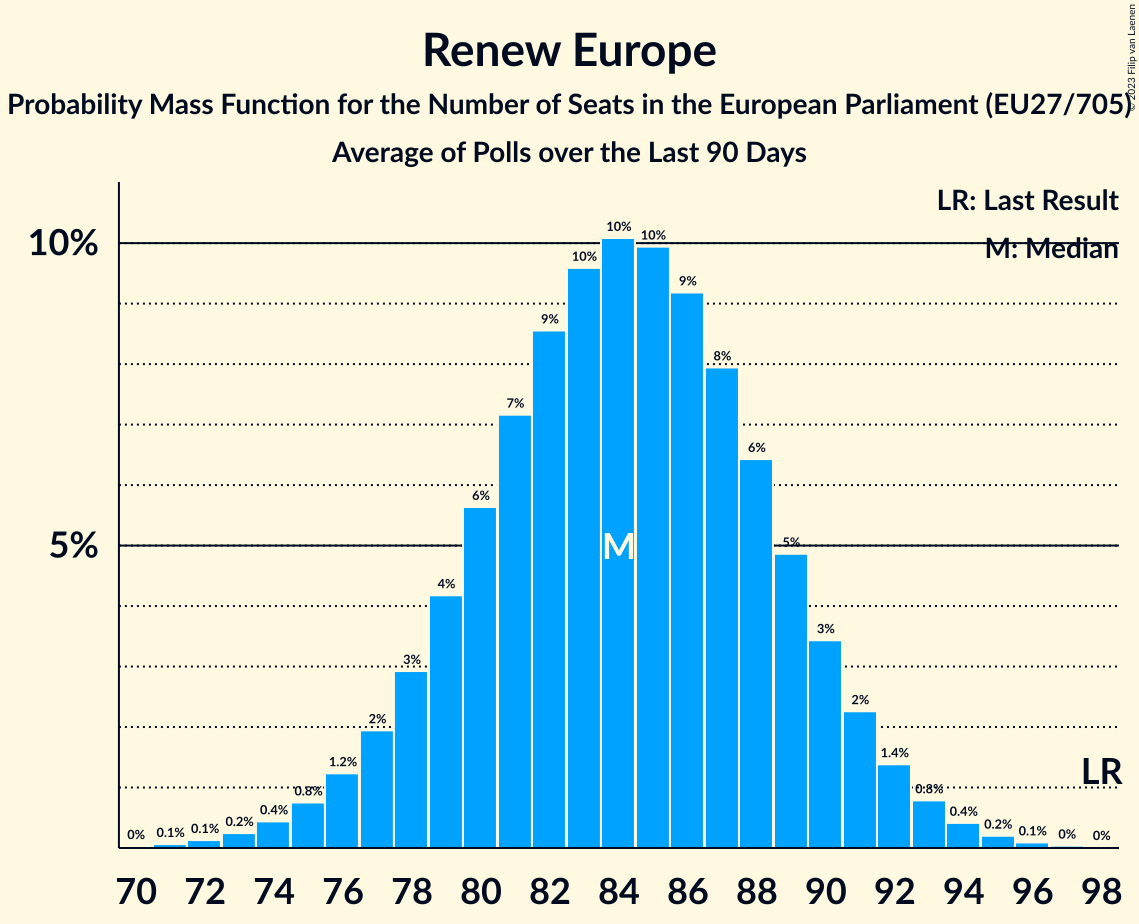 Renew Europe
Probability Mass Function for the Number of Seats in the European Parliament (EU27/705)
Average of Polls over the Last 90 Days
© 2023 Filip van Laenen
LR: Last Result
M: Median
10%
5%
0% 0.1% 0.1% 0.2% 0.4% 0.8% 1.2% 2% 3% 4% 6% 7% 9% 10% 10% 10% 9% 8% 6% 5% 3% 2% 1.4% 0.8% 0.4% 0.2% 0.1% 0% 0%
M
LR
70 72 74 76 78 80 82 84 86 88 90 92 94 96 98